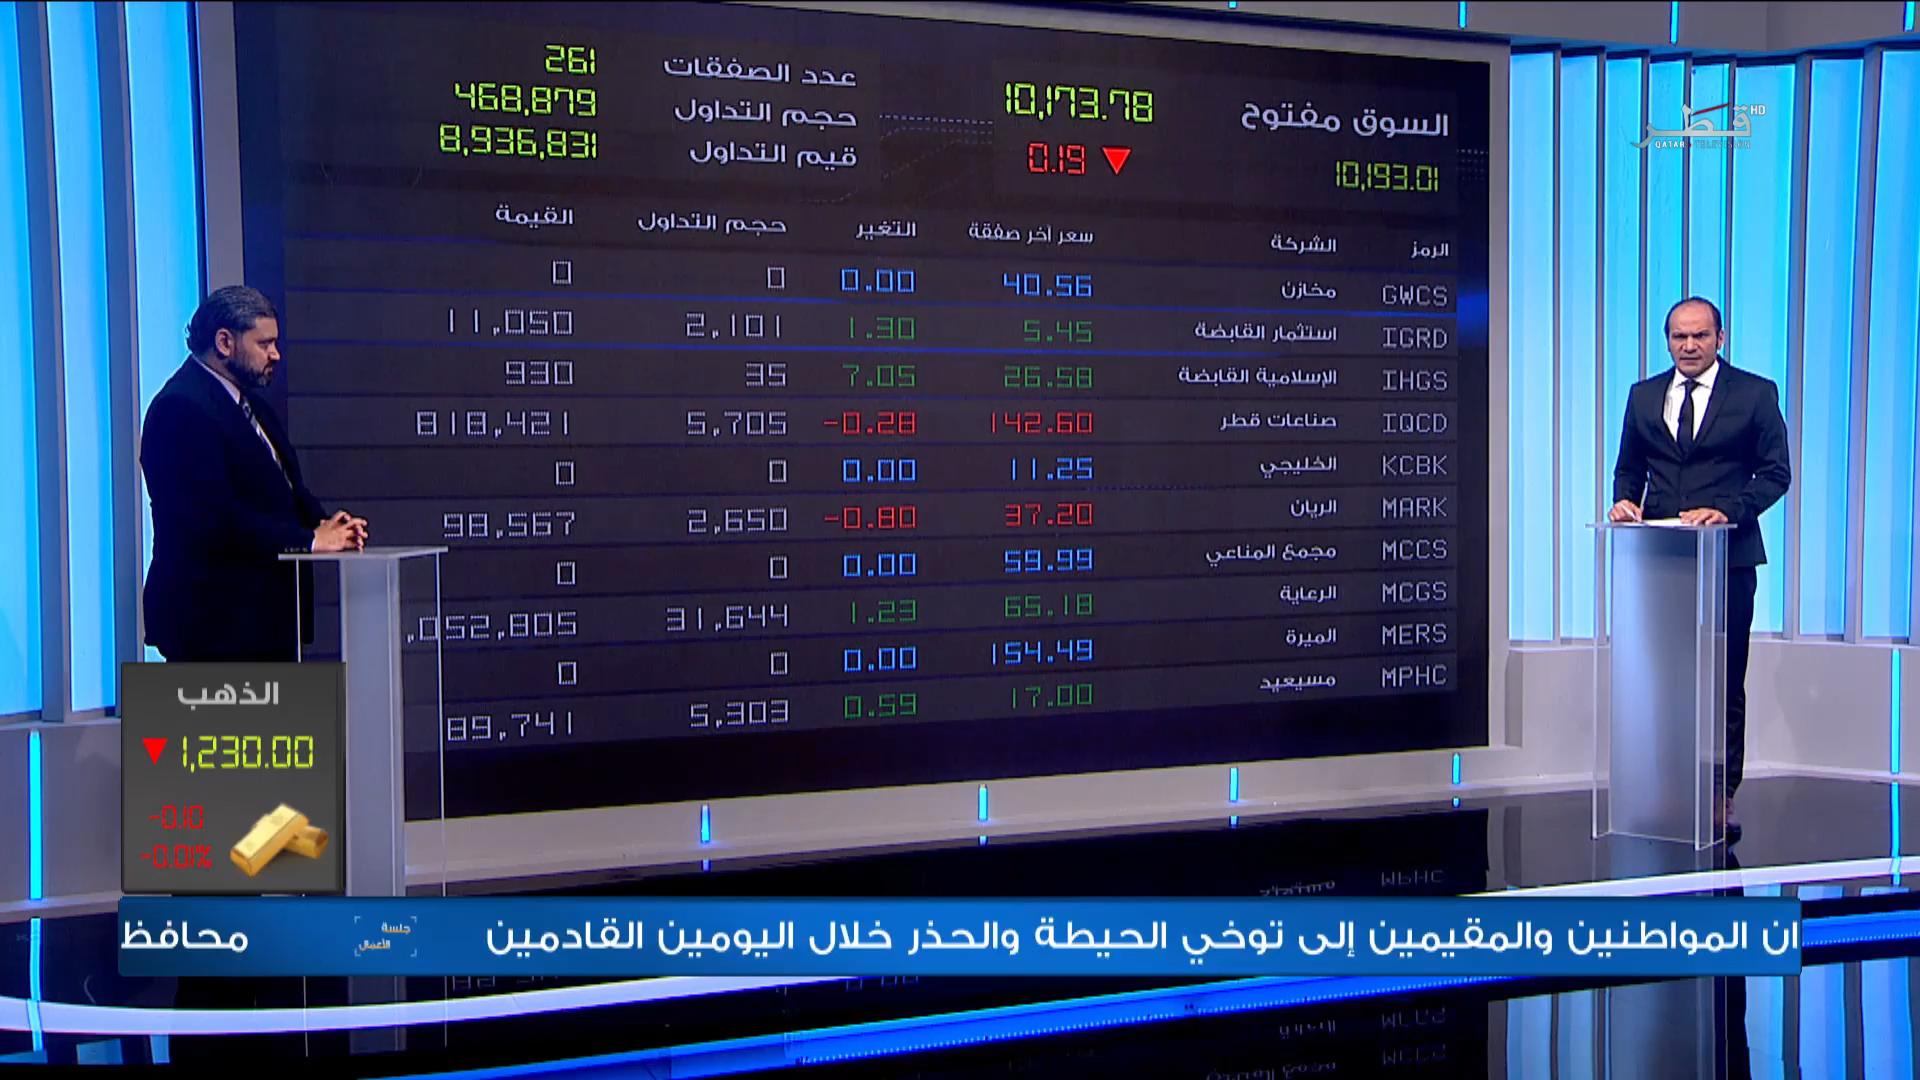 قطر HD
QATAR TELEVISION
السوق مفتوح 10,173.78
10,193.01 ▼ 0.19
عدد الصفقات 261
حجم التداول 468,879
قيم التداول 8,936,831
الرمز الشركة سعر آخر صفقة التغير حجم التداول القيمة
GWCS مخازن 40.56 0.00 0 0
IGRD استثمار القابضة 5.45 1.30 2,101 11,050
IHGS الإسلامية القابضة 26.58 7.05 35 930
IQCD صناعات قطر 142.60 -0.28 5,705 818,421
KCBK الخليجي 11.25 0.00 0 0
MARK الريان 37.20 -0.80 2,650 98,567
MCCS مجمع المناعي 59.99 0.00 0 0
MCGS الرعاية 65.18 1.23 31,644 ,052,805
MERS الميرة 154.49 0.00 0 0
MPHC مسيعيد 17.00 0.59 5,303 89,741
الذهب
▼ 1,230.00
-0.10
-0.01%
ان المواطنين والمقيمين إلى توخي الحيطة والحذر خلال اليومين القادمين جلسة الأعمال محافظ